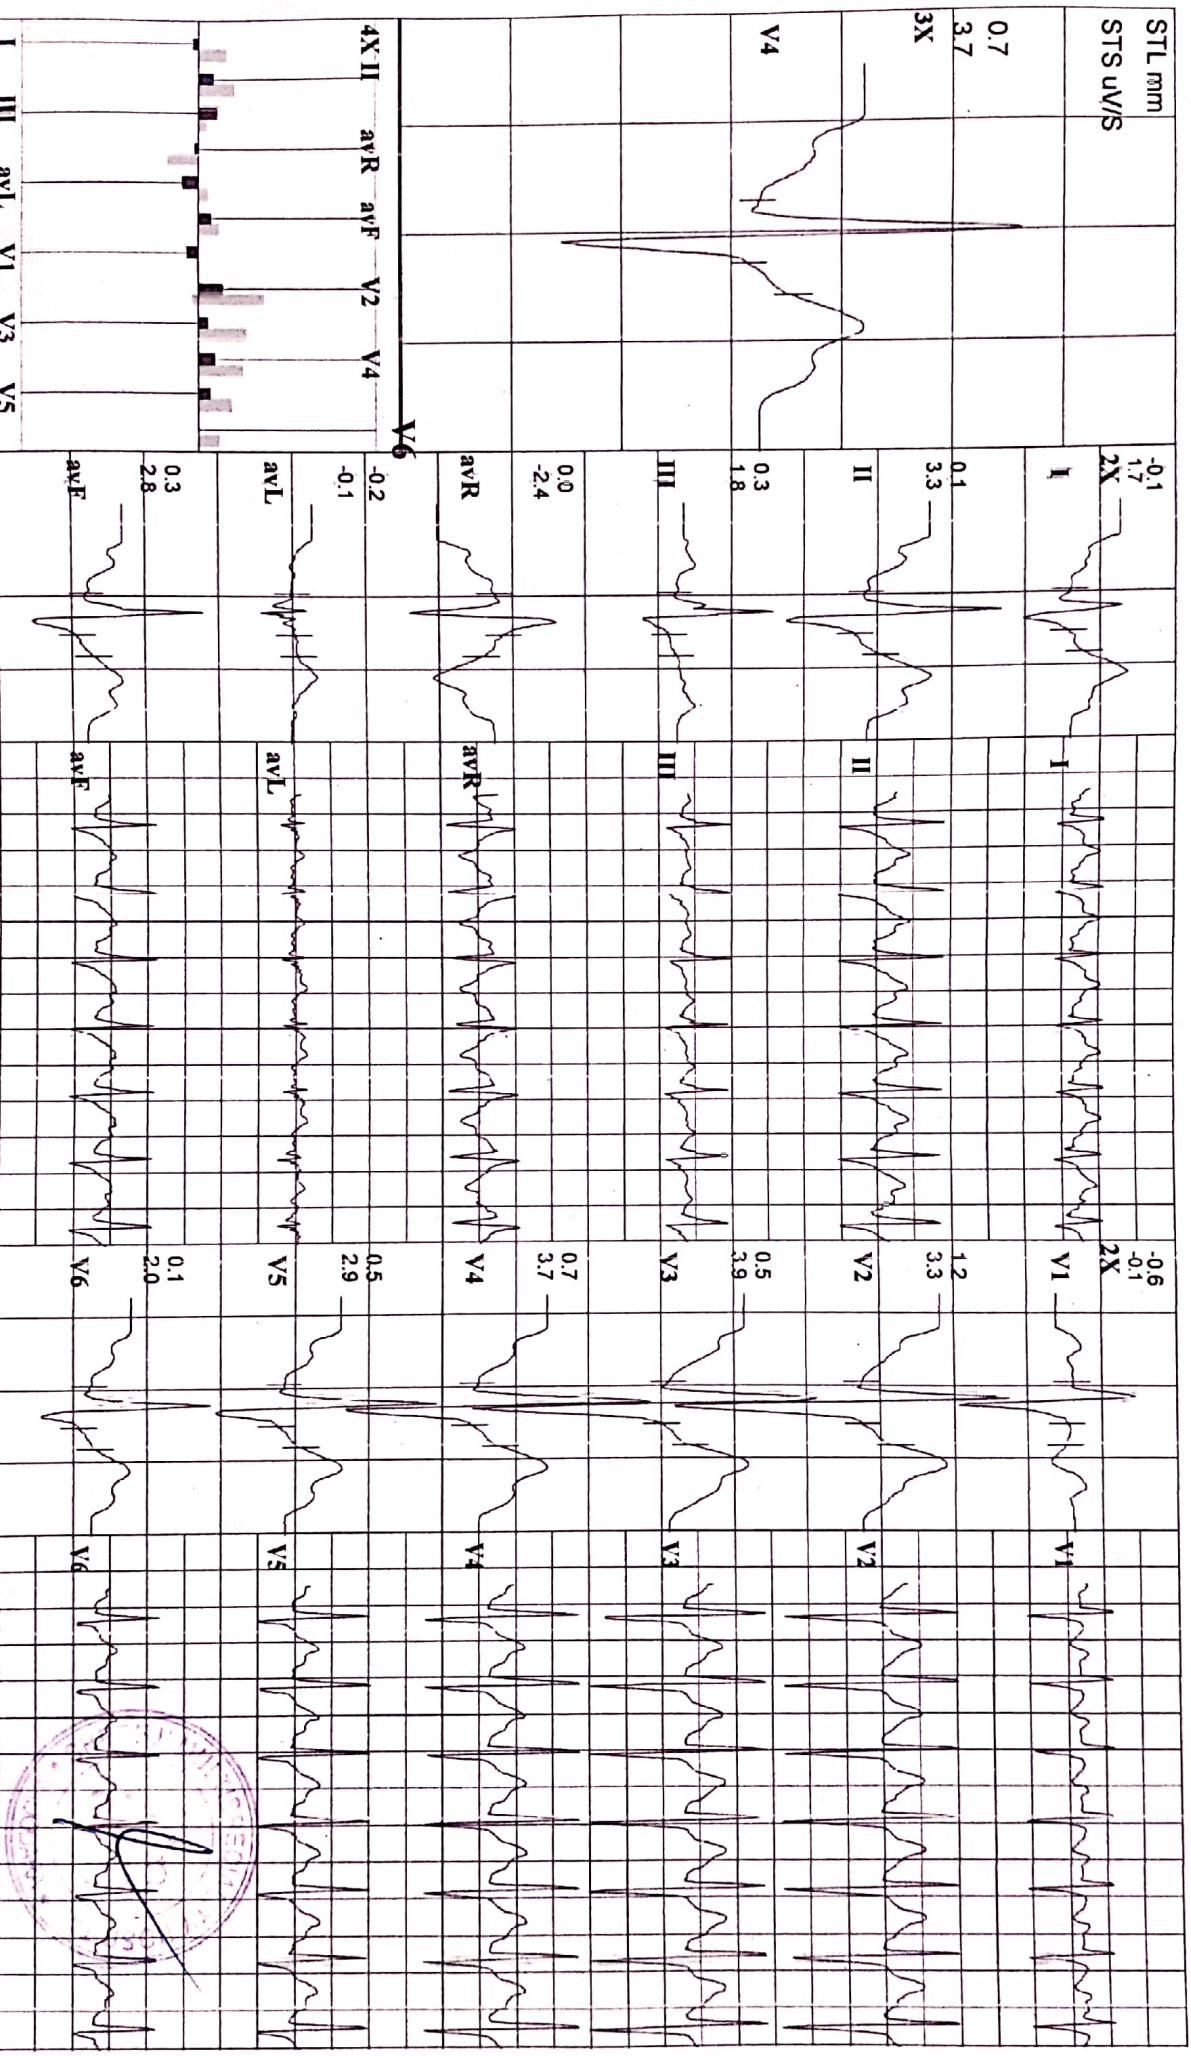 STL mm
STS uV/S
0.7
3.7
3X
V4
4X II avR avF V2 V4 V6
I III avL V1 V3 V5
-0.1
1.7
2X
I
0.1
3.3
II
0.3
1.8
III
0.0
-2.4
avR
-0.2
-0.1
avL
0.3
2.8
avF
I
II
III
avR
avL
avF
-0.6
-0.1
2X
V1
1.2
3.3
V2
0.5
3.9
V3
0.7
3.7
V4
0.5
2.9
V5
0.1
2.0
V6
V1
V2
V3
V4
V5
V6